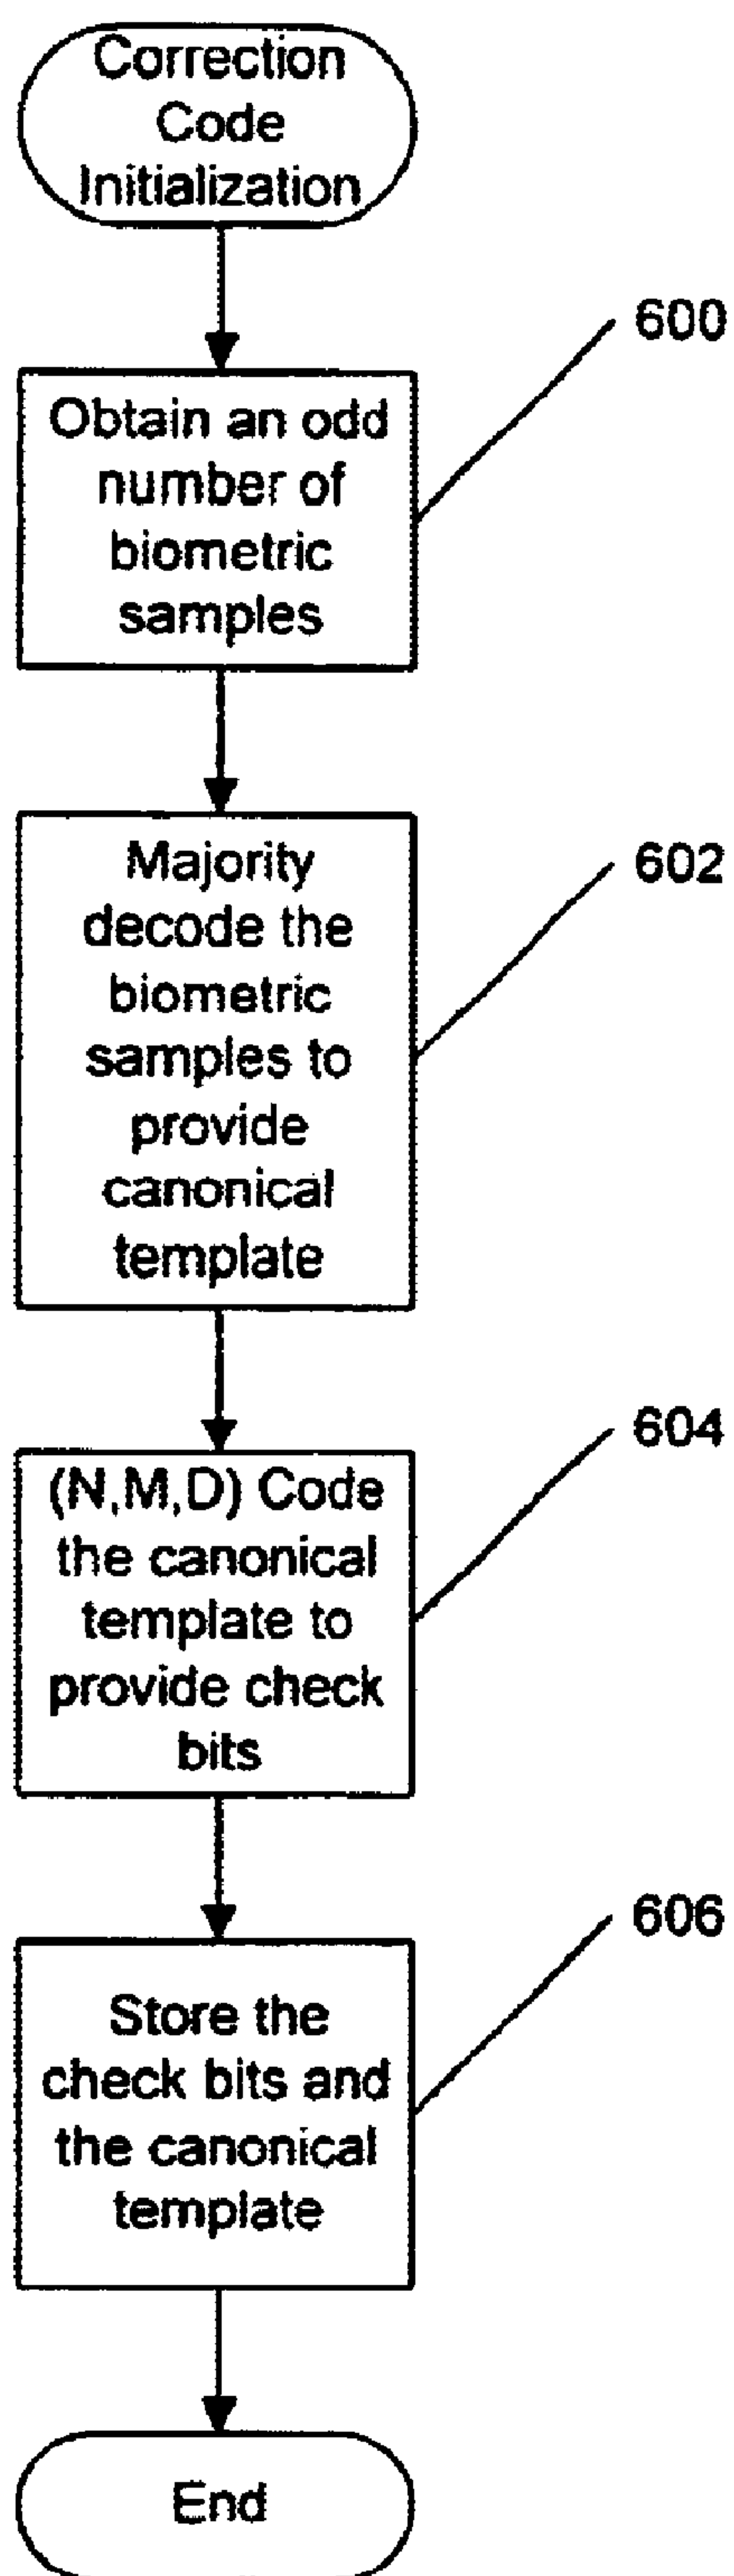 Correction
Code
Initialization
600
Obtain an odd
number of
biometric
samples
602
Majority
decode the
biometric
samples to
provide
canonical
template
604
(N,M,D) Code
the canonical
template to
provide check
bits
606
Store the
check bits and
the canonical
template
End